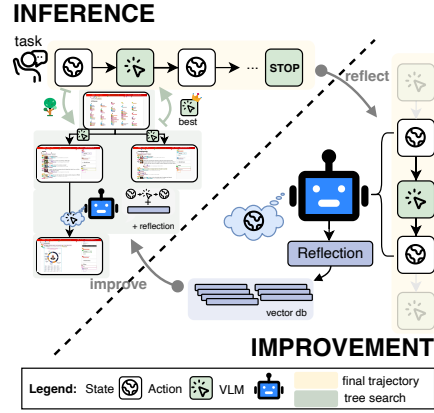 INFERENCE
task
... STOP
reflect
best
+
+ reflection
Reflection
improve
vector db
IMPROVEMENT
Legend: State Action VLM final trajectory
tree search